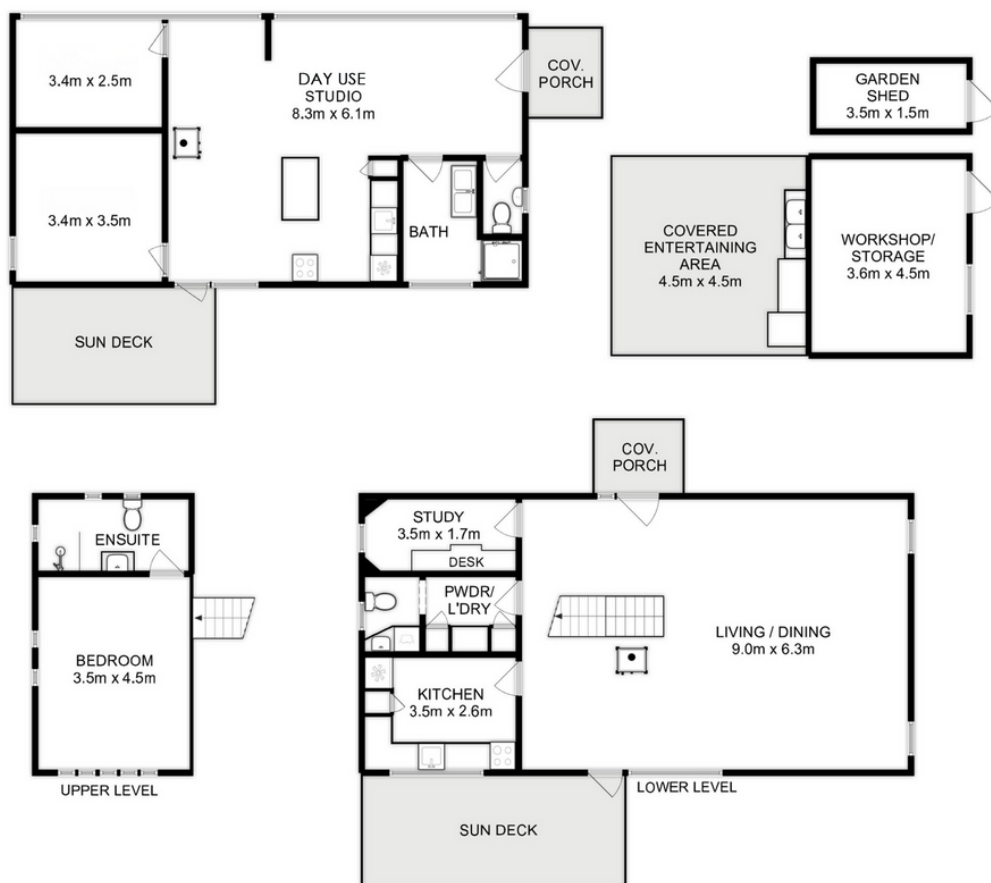 3.4m x 2.5m
DAY USE
STUDIO
8.3m x 6.1m
COV.
PORCH
3.4m x 3.5m
BATH
SUN DECK
GARDEN
SHED
3.5m x 1.5m
COVERED
ENTERTAINING
AREA
4.5m x 4.5m
WORKSHOP/
STORAGE
3.6m x 4.5m
ENSUITE
BEDROOM
3.5m x 4.5m
UPPER LEVEL
COV.
PORCH
STUDY
3.5m x 1.7m
DESK
PWDR/
L'DRY
LIVING / DINING
9.0m x 6.3m
KITCHEN
3.5m x 2.6m
LOWER LEVEL
SUN DECK